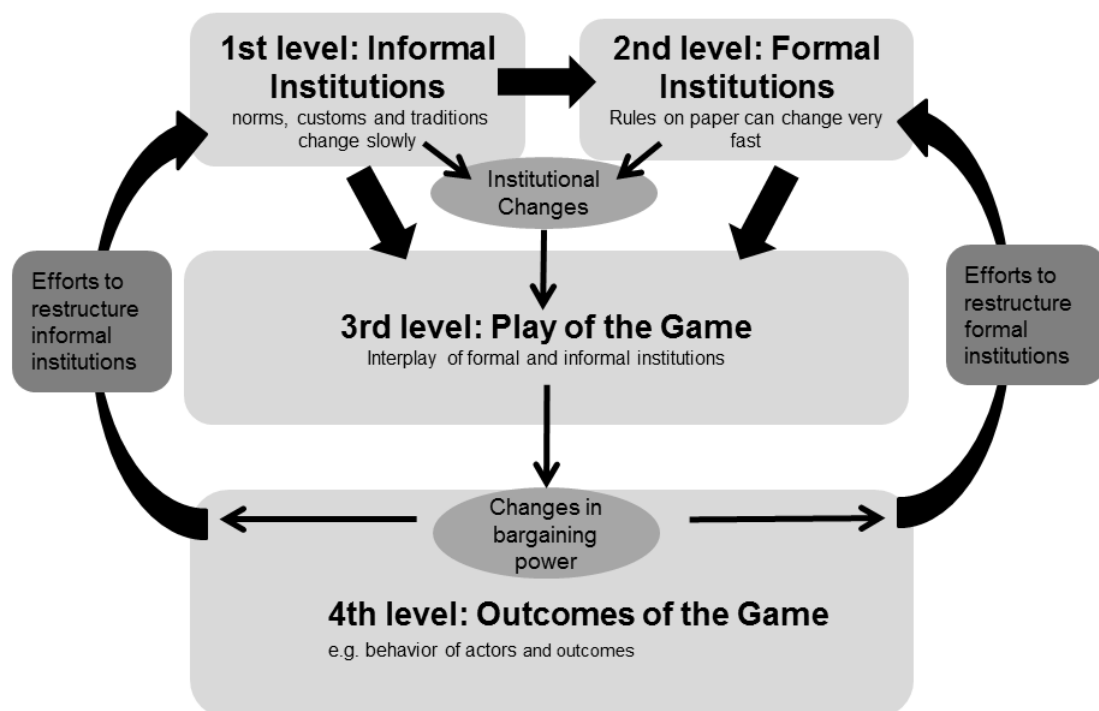 1st level: Informal
Institutions
norms, customs and traditions
change slowly
2nd level: Formal
Institutions
Rules on paper can change very
fast
Institutional
Changes
Efforts to
restructure
informal
institutions
Efforts to
restructure
formal
institutions
3rd level: Play of the Game
Interplay of formal and informal institutions
Changes in
bargaining
power
4th level: Outcomes of the Game
e.g. behavior of actors and outcomes